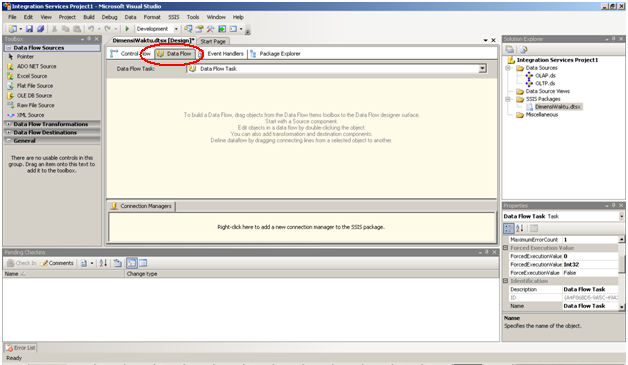 Integration Services Project1 - Microsoft Visual Studio
File Edit View Project Build Debug Data Format SSIS Tools Window Help
Development
Toolbox
Data Flow Sources
Pointer
ADO NET Source
Excel Source
Flat File Source
OLE DB Source
Raw File Source
XML Source
Data Flow Transformations
Data Flow Destinations
General
There are no usable controls in this
group. Drag an item onto this text to
add it to the toolbox.
DimensiWaktu.dtsx [Design]* Start Page
Control Flow Data Flow Event Handlers Package Explorer
Data Flow Task: Data Flow Task
To build a Data Flow, drag objects from the Data Flow Items toolbox to the Data Flow designer surface.
Start with a Source component.
Edit objects in a data flow by double-clicking the object.
You can also add transformation and destination components.
Define dataflow by dragging connecting lines from a selected object to another.
Connection Managers
Right-click here to add a new connection manager to the SSIS package.
Solution Explorer
Integration Services Project1
Data Sources
OLAP.ds
OLTP.ds
Data Source Views
SSIS Packages
DimensiWaktu.dtsx
Miscellaneous
Properties
Data Flow Task Task
MaximumErrorCount 1
Forced Execution Value
ForcedExecutionValue 0
ForcedExecutionValue Int32
ForceExecutionValue False
Identification
Description Data Flow Task
ID
Name Data Flow Task
Name
Specifies the name of the object.
Pending Checkins
Check In Comments
Name Change type
Error List
Ready